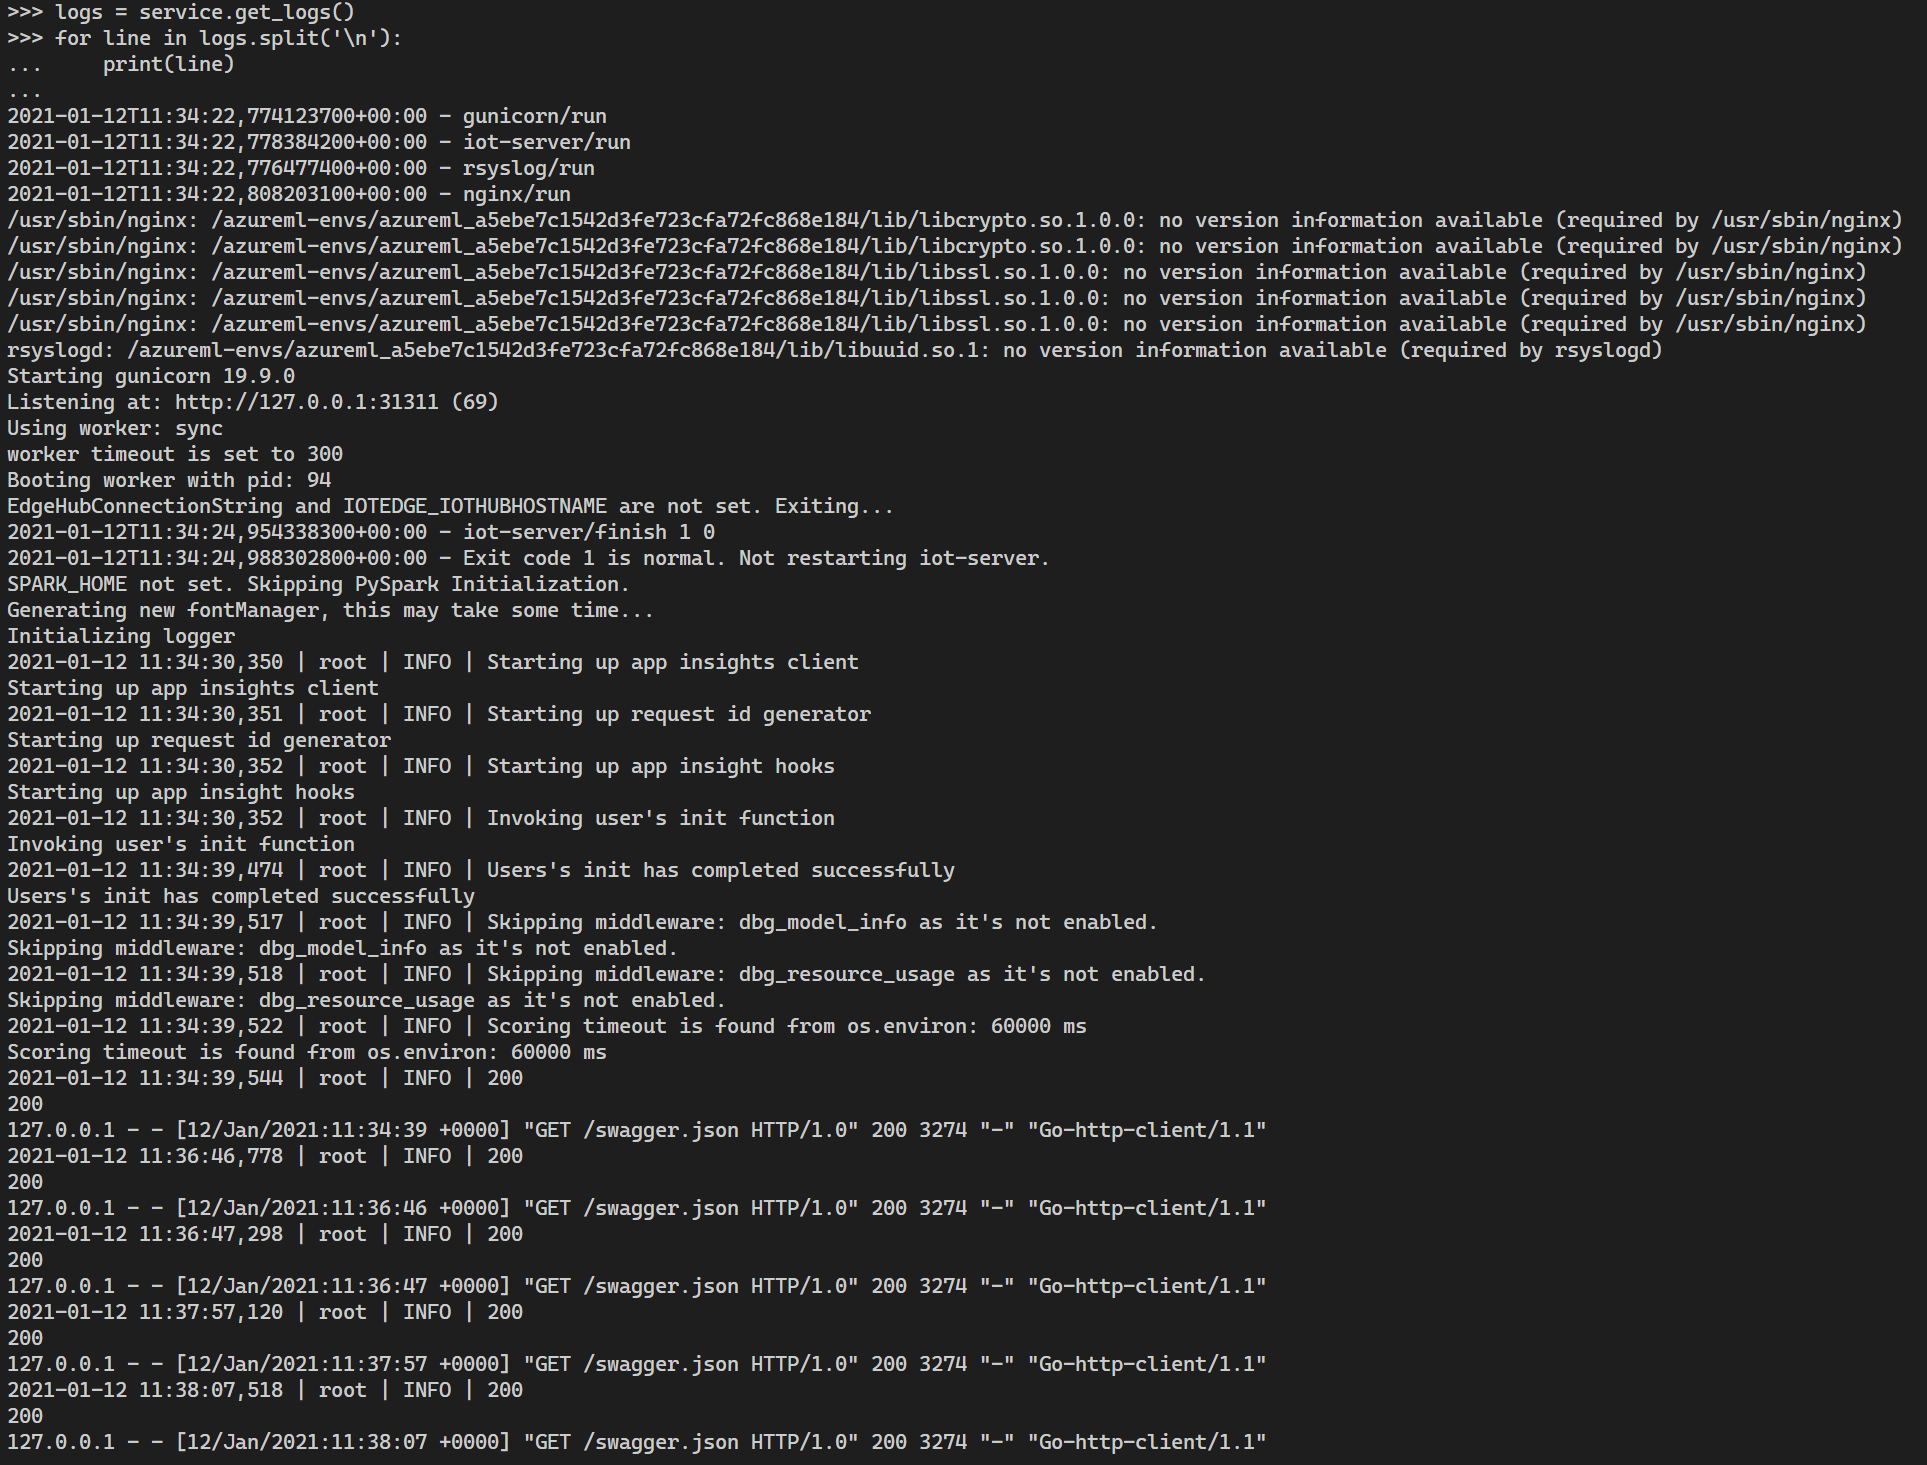 >>> logs = service.get_logs()
>>> for line in logs.split('\n'):
...     print(line)
...
2021-01-12T11:34:22,774123700+00:00 - gunicorn/run
2021-01-12T11:34:22,778384200+00:00 - iot-server/run
2021-01-12T11:34:22,776477400+00:00 - rsyslog/run
2021-01-12T11:34:22,808203100+00:00 - nginx/run
/usr/sbin/nginx: /azureml-envs/azureml_a5ebe7c1542d3fe723cfa72fc868e184/lib/libcrypto.so.1.0.0: no version information available (required by /usr/sbin/nginx)
/usr/sbin/nginx: /azureml-envs/azureml_a5ebe7c1542d3fe723cfa72fc868e184/lib/libcrypto.so.1.0.0: no version information available (required by /usr/sbin/nginx)
/usr/sbin/nginx: /azureml-envs/azureml_a5ebe7c1542d3fe723cfa72fc868e184/lib/libssl.so.1.0.0: no version information available (required by /usr/sbin/nginx)
/usr/sbin/nginx: /azureml-envs/azureml_a5ebe7c1542d3fe723cfa72fc868e184/lib/libssl.so.1.0.0: no version information available (required by /usr/sbin/nginx)
/usr/sbin/nginx: /azureml-envs/azureml_a5ebe7c1542d3fe723cfa72fc868e184/lib/libssl.so.1.0.0: no version information available (required by /usr/sbin/nginx)
rsyslogd: /azureml-envs/azureml_a5ebe7c1542d3fe723cfa72fc868e184/lib/libuuid.so.1: no version information available (required by rsyslogd)
Starting gunicorn 19.9.0
Listening at: http://127.0.0.1:31311 (69)
Using worker: sync
worker timeout is set to 300
Booting worker with pid: 94
EdgeHubConnectionString and IOTEDGE_IOTHUBHOSTNAME are not set. Exiting...
2021-01-12T11:34:24,954338300+00:00 - iot-server/finish 1 0
2021-01-12T11:34:24,988302800+00:00 - Exit code 1 is normal. Not restarting iot-server.
SPARK_HOME not set. Skipping PySpark Initialization.
Generating new fontManager, this may take some time...
Initializing logger
2021-01-12 11:34:30,350 | root | INFO | Starting up app insights client
Starting up app insights client
2021-01-12 11:34:30,351 | root | INFO | Starting up request id generator
Starting up request id generator
2021-01-12 11:34:30,352 | root | INFO | Starting up app insight hooks
Starting up app insight hooks
2021-01-12 11:34:30,352 | root | INFO | Invoking user's init function
Invoking user's init function
2021-01-12 11:34:39,474 | root | INFO | Users's init has completed successfully
Users's init has completed successfully
2021-01-12 11:34:39,517 | root | INFO | Skipping middleware: dbg_model_info as it's not enabled.
Skipping middleware: dbg_model_info as it's not enabled.
2021-01-12 11:34:39,518 | root | INFO | Skipping middleware: dbg_resource_usage as it's not enabled.
Skipping middleware: dbg_resource_usage as it's not enabled.
2021-01-12 11:34:39,522 | root | INFO | Scoring timeout is found from os.environ: 60000 ms
Scoring timeout is found from os.environ: 60000 ms
2021-01-12 11:34:39,544 | root | INFO | 200
200
127.0.0.1 - - [12/Jan/2021:11:34:39 +0000] "GET /swagger.json HTTP/1.0" 200 3274 "-" "Go-http-client/1.1"
2021-01-12 11:36:46,778 | root | INFO | 200
200
127.0.0.1 - - [12/Jan/2021:11:36:46 +0000] "GET /swagger.json HTTP/1.0" 200 3274 "-" "Go-http-client/1.1"
2021-01-12 11:36:47,298 | root | INFO | 200
200
127.0.0.1 - - [12/Jan/2021:11:36:47 +0000] "GET /swagger.json HTTP/1.0" 200 3274 "-" "Go-http-client/1.1"
2021-01-12 11:37:57,120 | root | INFO | 200
200
127.0.0.1 - - [12/Jan/2021:11:37:57 +0000] "GET /swagger.json HTTP/1.0" 200 3274 "-" "Go-http-client/1.1"
2021-01-12 11:38:07,518 | root | INFO | 200
200
127.0.0.1 - - [12/Jan/2021:11:38:07 +0000] "GET /swagger.json HTTP/1.0" 200 3274 "-" "Go-http-client/1.1"